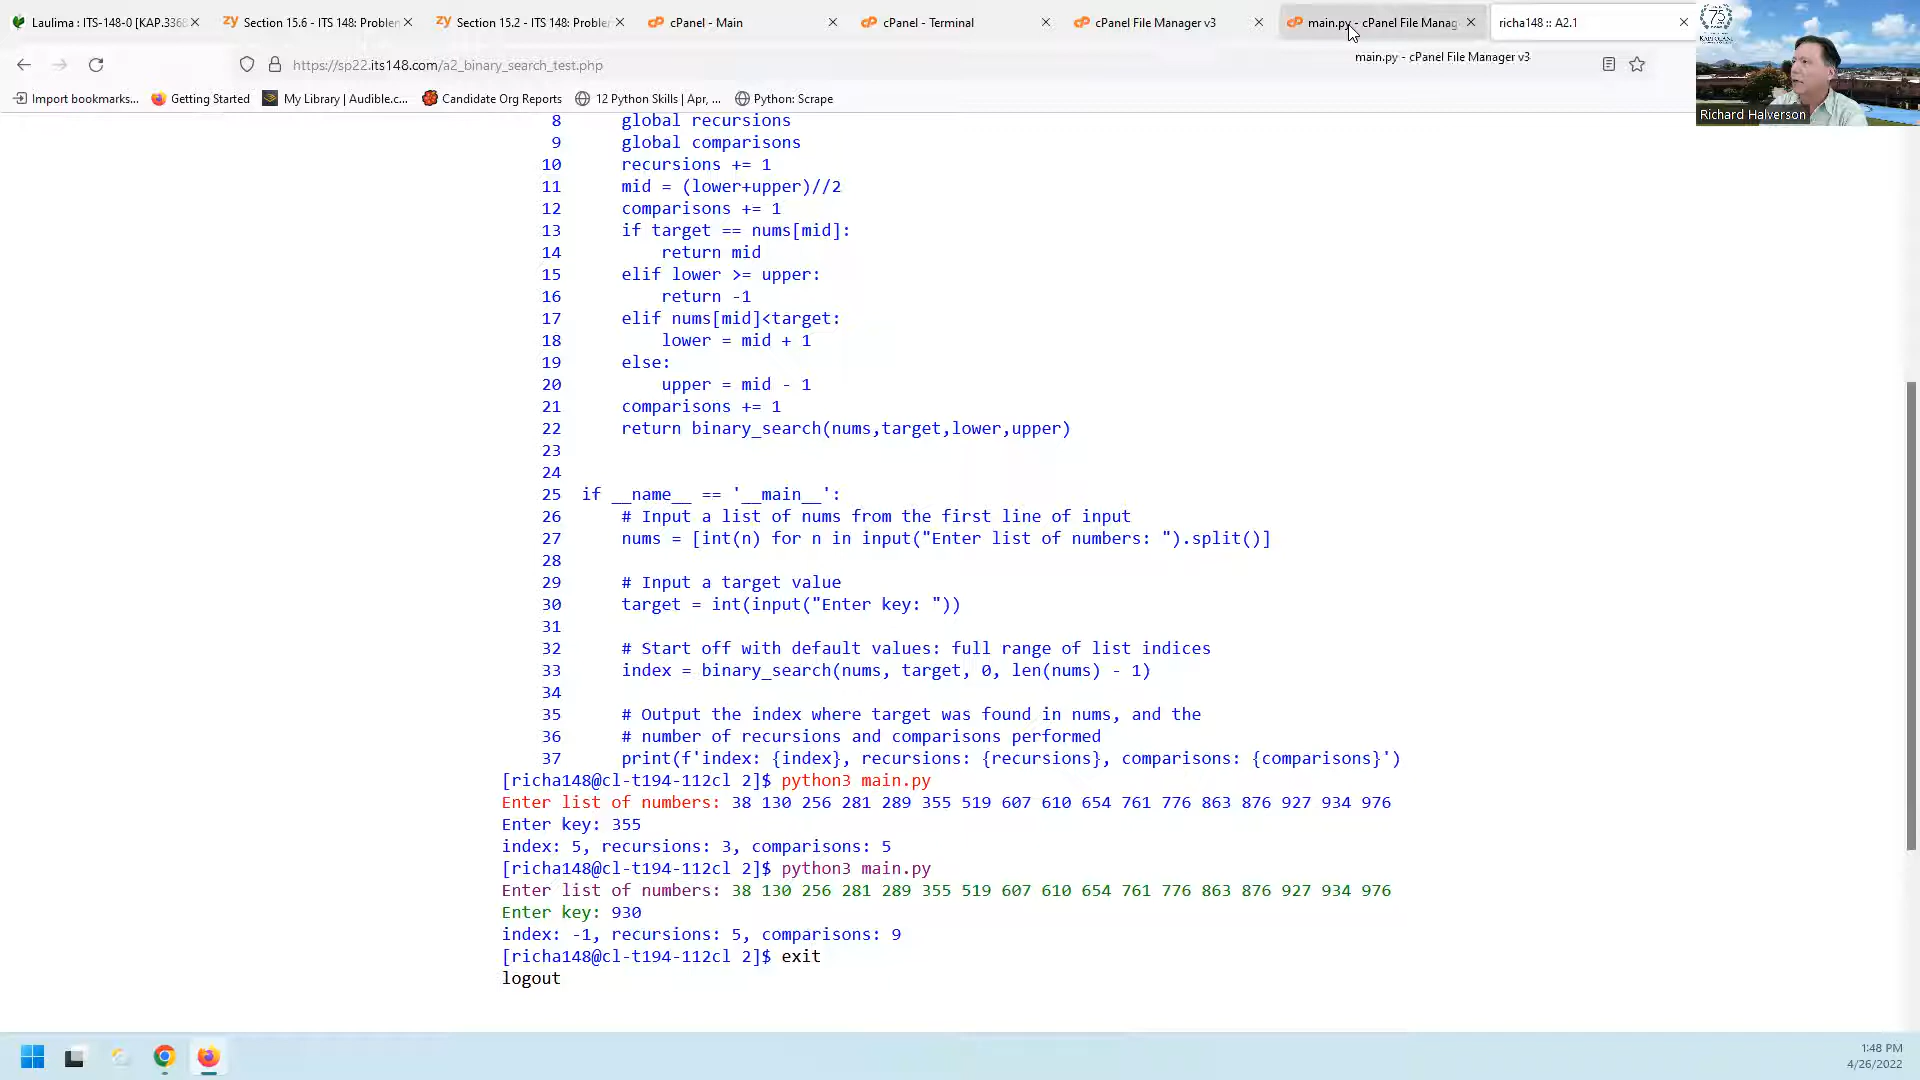 Laulima : ITS-148-0 [KAP.3368
Section 15.6 - ITS 148: Problem
Section 15.2 - ITS 148: Problem
cPanel - Main
cPanel - Terminal
cPanel File Manager v3
main.py - cPanel File Manag
richa148 :: A2.1
https://sp22.its148.com/a2_binary_search_test.php
main.py - cPanel File Manager v3
Import bookmarks...
Getting Started
My Library | Audible.c...
Candidate Org Reports
12 Python Skills | Apr, ...
Python: Scrape
Richard Halverson
8 global recursions
9 global comparisons
10 recursions += 1
11 mid = (lower+upper)//2
12 comparisons += 1
13 if target == nums[mid]:
14 return mid
15 elif lower >= upper:
16 return -1
17 elif nums[mid]<target:
18 lower = mid + 1
19 else:
20 upper = mid - 1
21 comparisons += 1
22 return binary_search(nums,target,lower,upper)
23
24
25 if __name__ == '__main__':
26 # Input a list of nums from the first line of input
27 nums = [int(n) for n in input("Enter list of numbers: ").split()]
28
29 # Input a target value
30 target = int(input("Enter key: "))
31
32 # Start off with default values: full range of list indices
33 index = binary_search(nums, target, 0, len(nums) - 1)
34
35 # Output the index where target was found in nums, and the
36 # number of recursions and comparisons performed
37 print(f'index: {index}, recursions: {recursions}, comparisons: {comparisons}')
[richa148@cl-t194-112cl 2]$ python3 main.py
Enter list of numbers: 38 130 256 281 289 355 519 607 610 654 761 776 863 876 927 934 976
Enter key: 355
index: 5, recursions: 3, comparisons: 5
[richa148@cl-t194-112cl 2]$ python3 main.py
Enter list of numbers: 38 130 256 281 289 355 519 607 610 654 761 776 863 876 927 934 976
Enter key: 930
index: -1, recursions: 5, comparisons: 9
[richa148@cl-t194-112cl 2]$ exit
logout
1:48 PM
4/26/2022